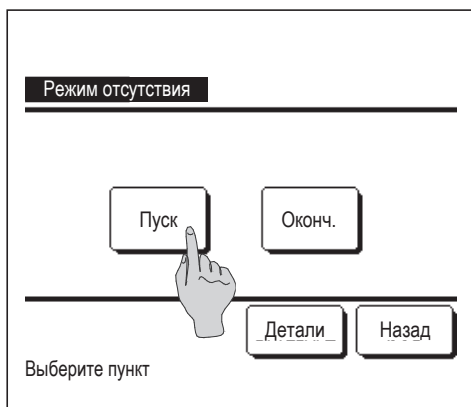 Режим отсутствия
Пуск Оконч.
Детали Назад
Выберите пункт